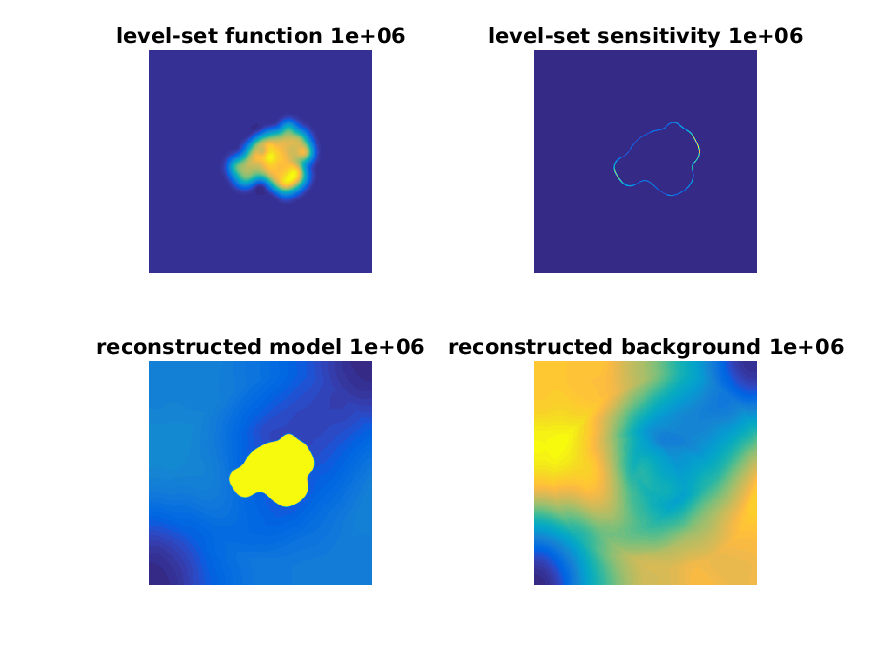 level-set function 1e+06
level-set sensitivity 1e+06
reconstructed model 1e+06
reconstructed background 1e+06